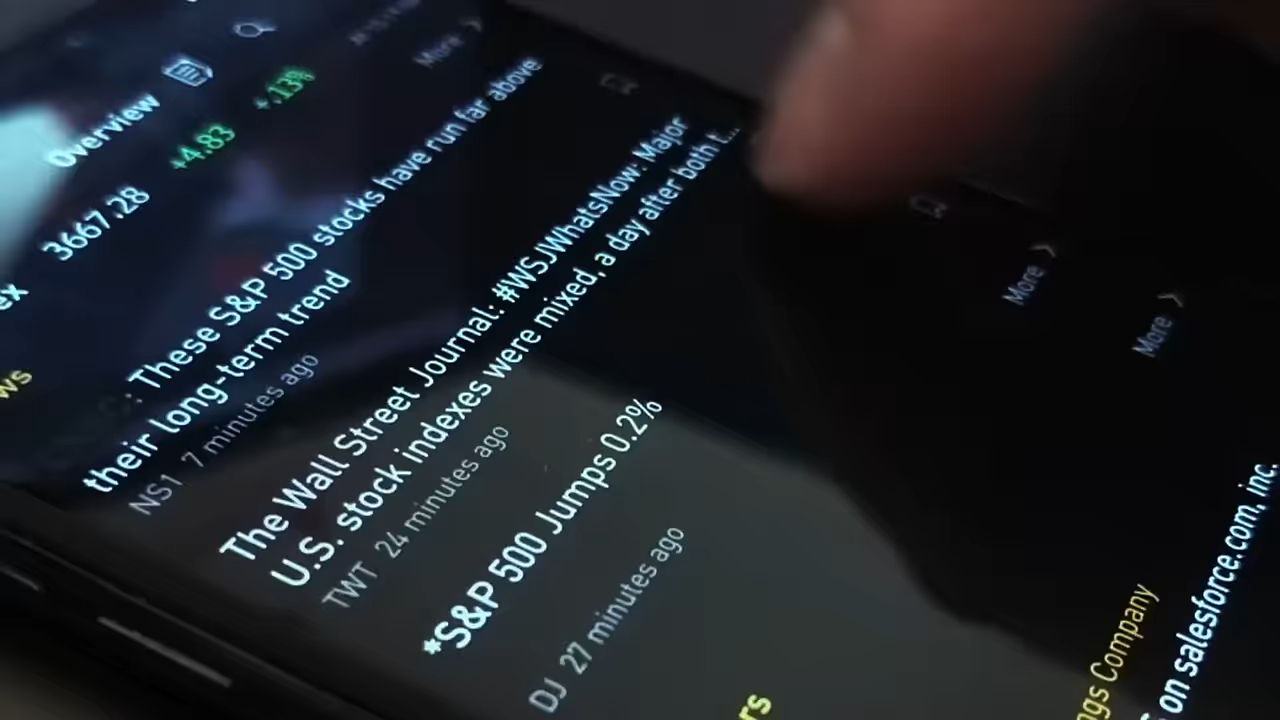 Overview
3667.28 +4.83 +.13%
More
These S&P 500 stocks have run far above
their long-term trend
NS1 7 minutes ago
The Wall Street Journal: #WSJWhatsNow: Major
U.S. stock indexes were mixed, a day after both t...
TWT 24 minutes ago
*S&P 500 Jumps 0.2%
DJ 27 minutes ago
More
More
ngs Company
on salesforce.com, inc.